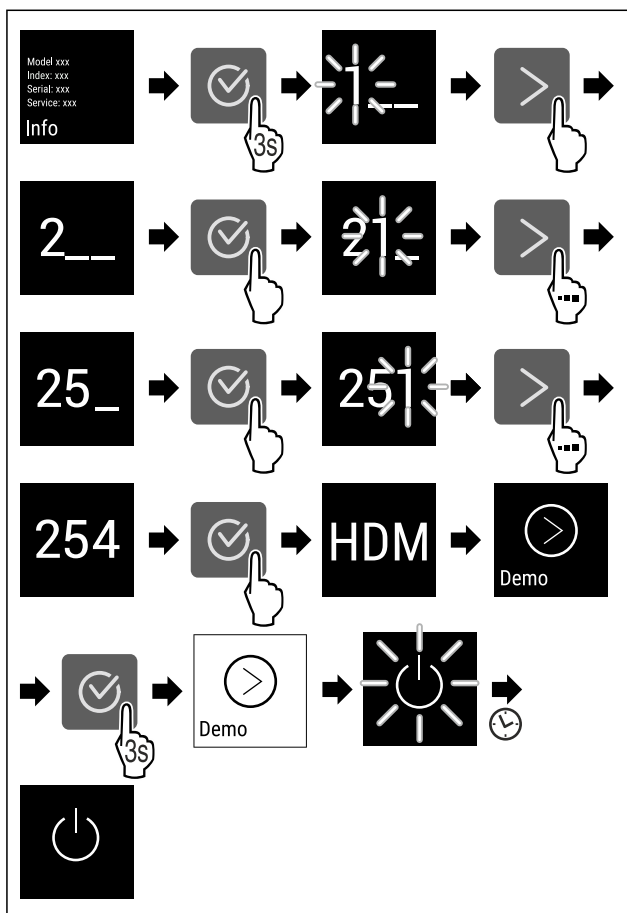 Model xxx
Index: xxx
Serial: xxx
Service: xxx
Info
3s
1__
2__
21_
25_
251
254
HDM
Demo
3s
Demo